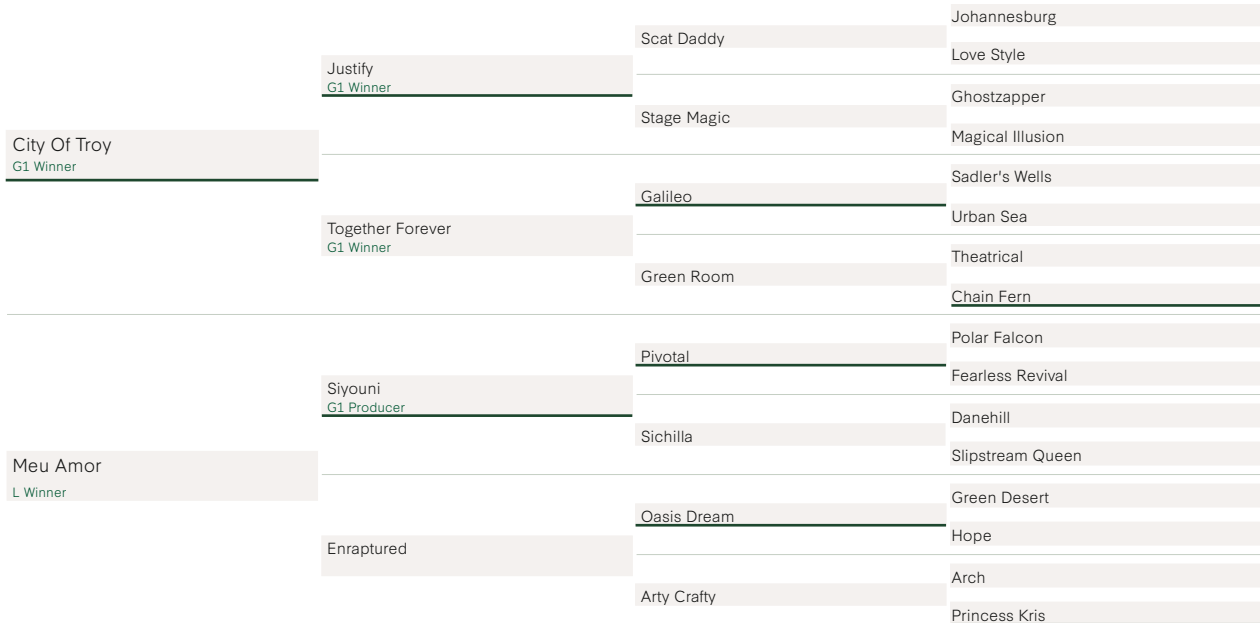 Johannesburg
Scat Daddy
Love Style
Justify
G1 Winner
Ghostzapper
Stage Magic
Magical Illusion
City Of Troy
G1 Winner
Sadler's Wells
Galileo
Urban Sea
Together Forever
G1 Winner
Theatrical
Green Room
Chain Fern
Polar Falcon
Pivotal
Fearless Revival
Siyouni
G1 Producer
Danehill
Sichilla
Slipstream Queen
Meu Amor
L Winner
Green Desert
Oasis Dream
Hope
Enraptured
Arch
Arty Crafty
Princess Kris